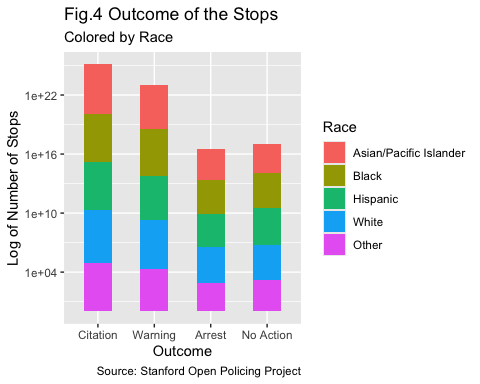 Fig.4 Outcome of the Stops
Colored by Race
Log of Number of Stops
1e+22
1e+16
1e+10
1e+04
Citation Warning Arrest No Action
Outcome
Source: Stanford Open Policing Project
Race
Asian/Pacific Islander
Black
Hispanic
White
Other